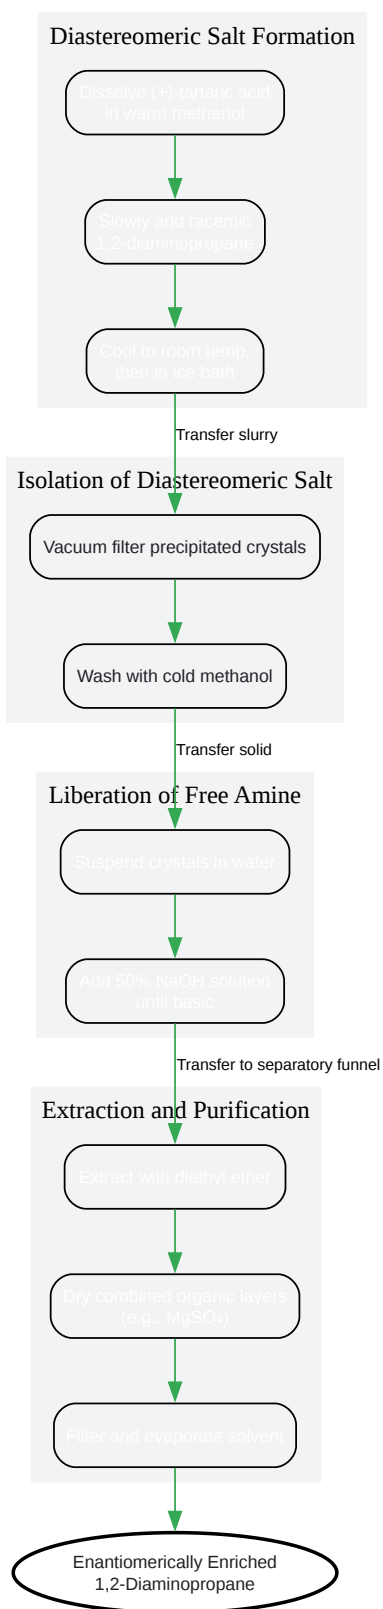 Diastereomeric Salt Formation
Dissolve (+)-tartaric acid
in warm methanol
Slowly add racemic
1,2-diaminopropane
Cool to room temp,
then in ice bath
Transfer slurry
Isolation of Diastereomeric Salt
Vacuum filter precipitated crystals
Wash with cold methanol
Transfer solid
Liberation of Free Amine
Suspend crystals in water
Add 50% NaOH solution
until basic
Transfer to separatory funnel
Extraction and Purification
Extract with diethyl ether
Dry combined organic layers
(e.g., MgSO₄)
Filter and evaporate solvent
Enantiomerically Enriched
1,2-Diaminopropane